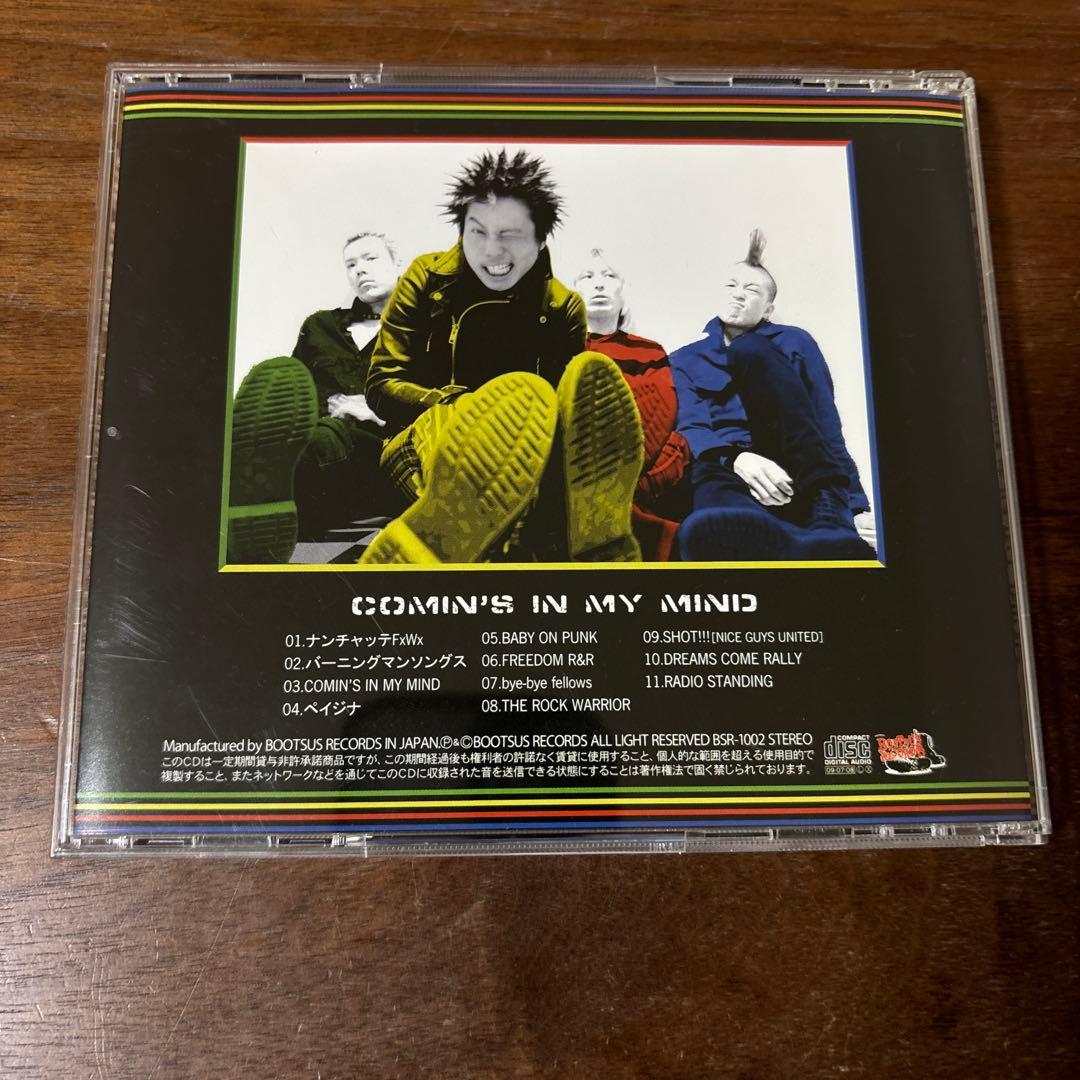 COMIN'S IN MY MIND
01.ナンチャッテFxWx
02.バーニングマンソングス
03.COMIN'S IN MY MIND
04.ペイジナ
05.BABY ON PUNK
06.FREEDOM R&R
07.bye-bye fellows
08.THE ROCK WARRIOR
09.SHOT!!![NICE GUYS UNITED]
10.DREAMS COME RALLY
11.RADIO STANDING
Manufactured by BOOTSUS RECORDS IN JAPAN.Ⓟ&©BOOTSUS RECORDS ALL LIGHT RESERVED BSR-1002 STEREO
このCDは一定期間貸与非許承諾商品ですが、この期間経過後も権利者の許諾なく賃貸に使用すること、個人的な範囲を超える使用目的で
複製すること、またネットワークなどを通じてこのCDに収録された音を送信できる状態にすることは著作権法で固く禁じられております。
COMPACT
disc
DIGITAL AUDIO
09·07·08ⓁⓍ